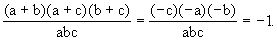 (a + b)(a + c)(b + c) / abc = (−c)(−a)(−b) / abc = −1.